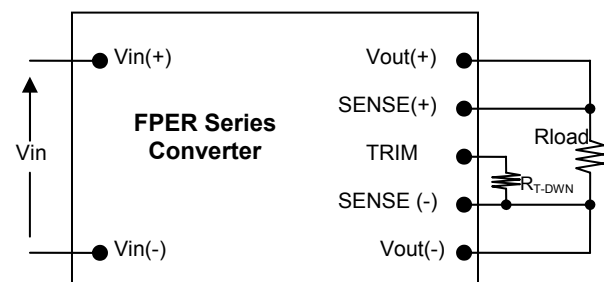 Vin(+)
Vout(+)
SENSE(+)
FPER Series
Converter
Rload
Vin
TRIM
RT-DWN
SENSE (-)
Vin(-)
Vout(-)